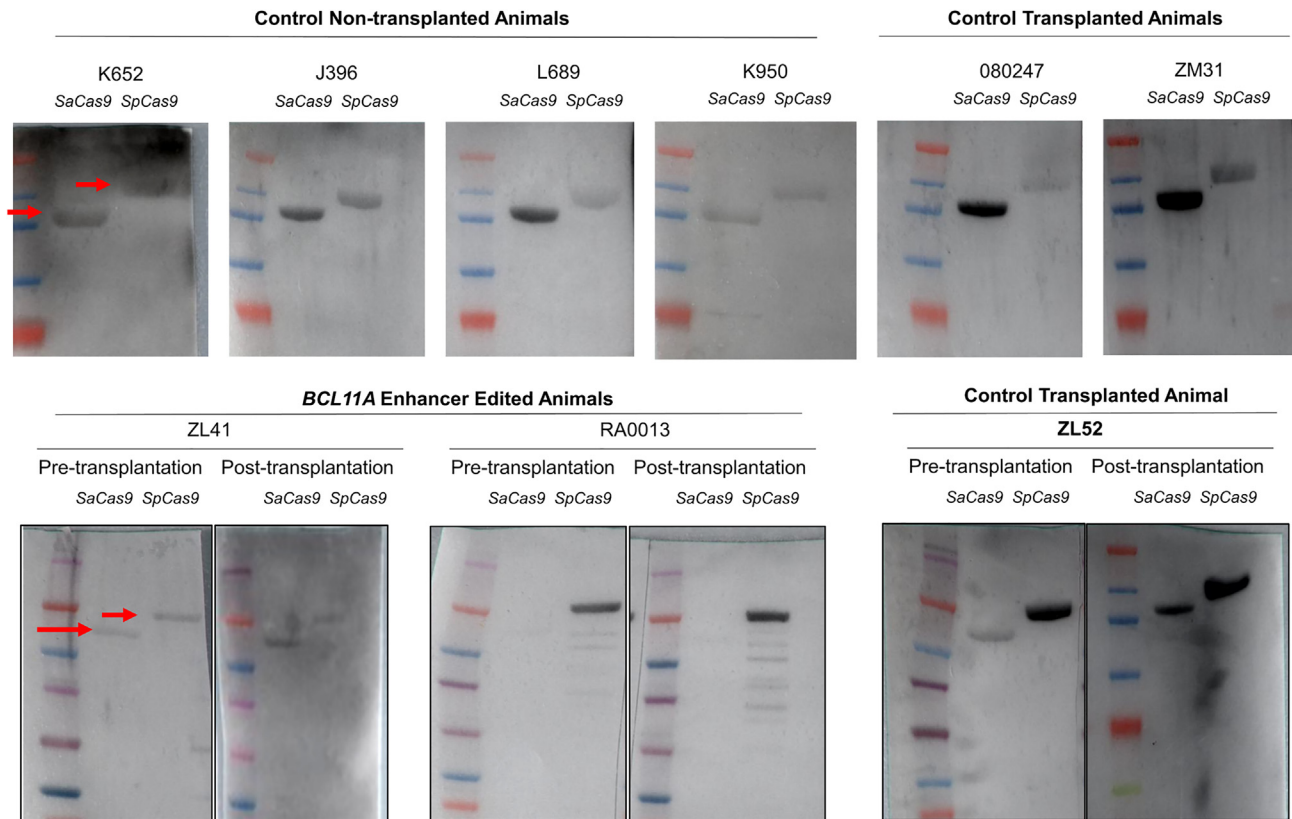 Control Non-transplanted Animals
Control Transplanted Animals
K652
J396
L689
K950
080247
ZM31
SaCas9 SpCas9
SaCas9 SpCas9
SaCas9 SpCas9
SaCas9 SpCas9
SaCas9 SpCas9
SaCas9 SpCas9
BCL11A Enhancer Edited Animals
Control Transplanted Animal
ZL41
RA0013
ZL52
Pre-transplantation
Post-transplantation
Pre-transplantation
Post-transplantation
Pre-transplantation
Post-transplantation
SaCas9 SpCas9
SaCas9 SpCas9
SaCas9 SpCas9
SaCas9 SpCas9
SaCas9 SpCas9
SaCas9 SpCas9